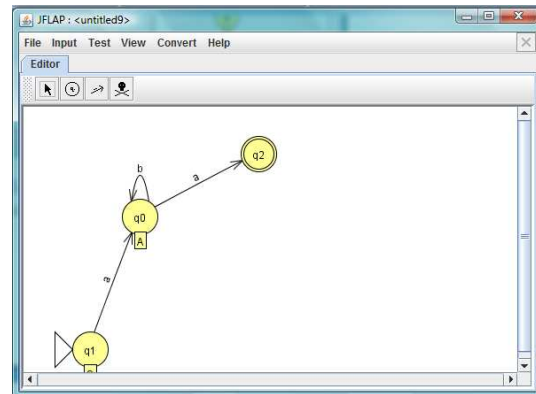 JFLAP : <untitled9>
File Input Test View Convert Help
Editor
q2
b
a
q0
A
a
q1